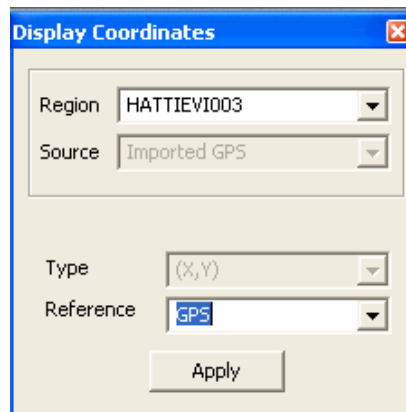 Display Coordinates
Region HATTIEVI003
Source Imported GPS
Type (X,Y)
Reference GPS
Apply